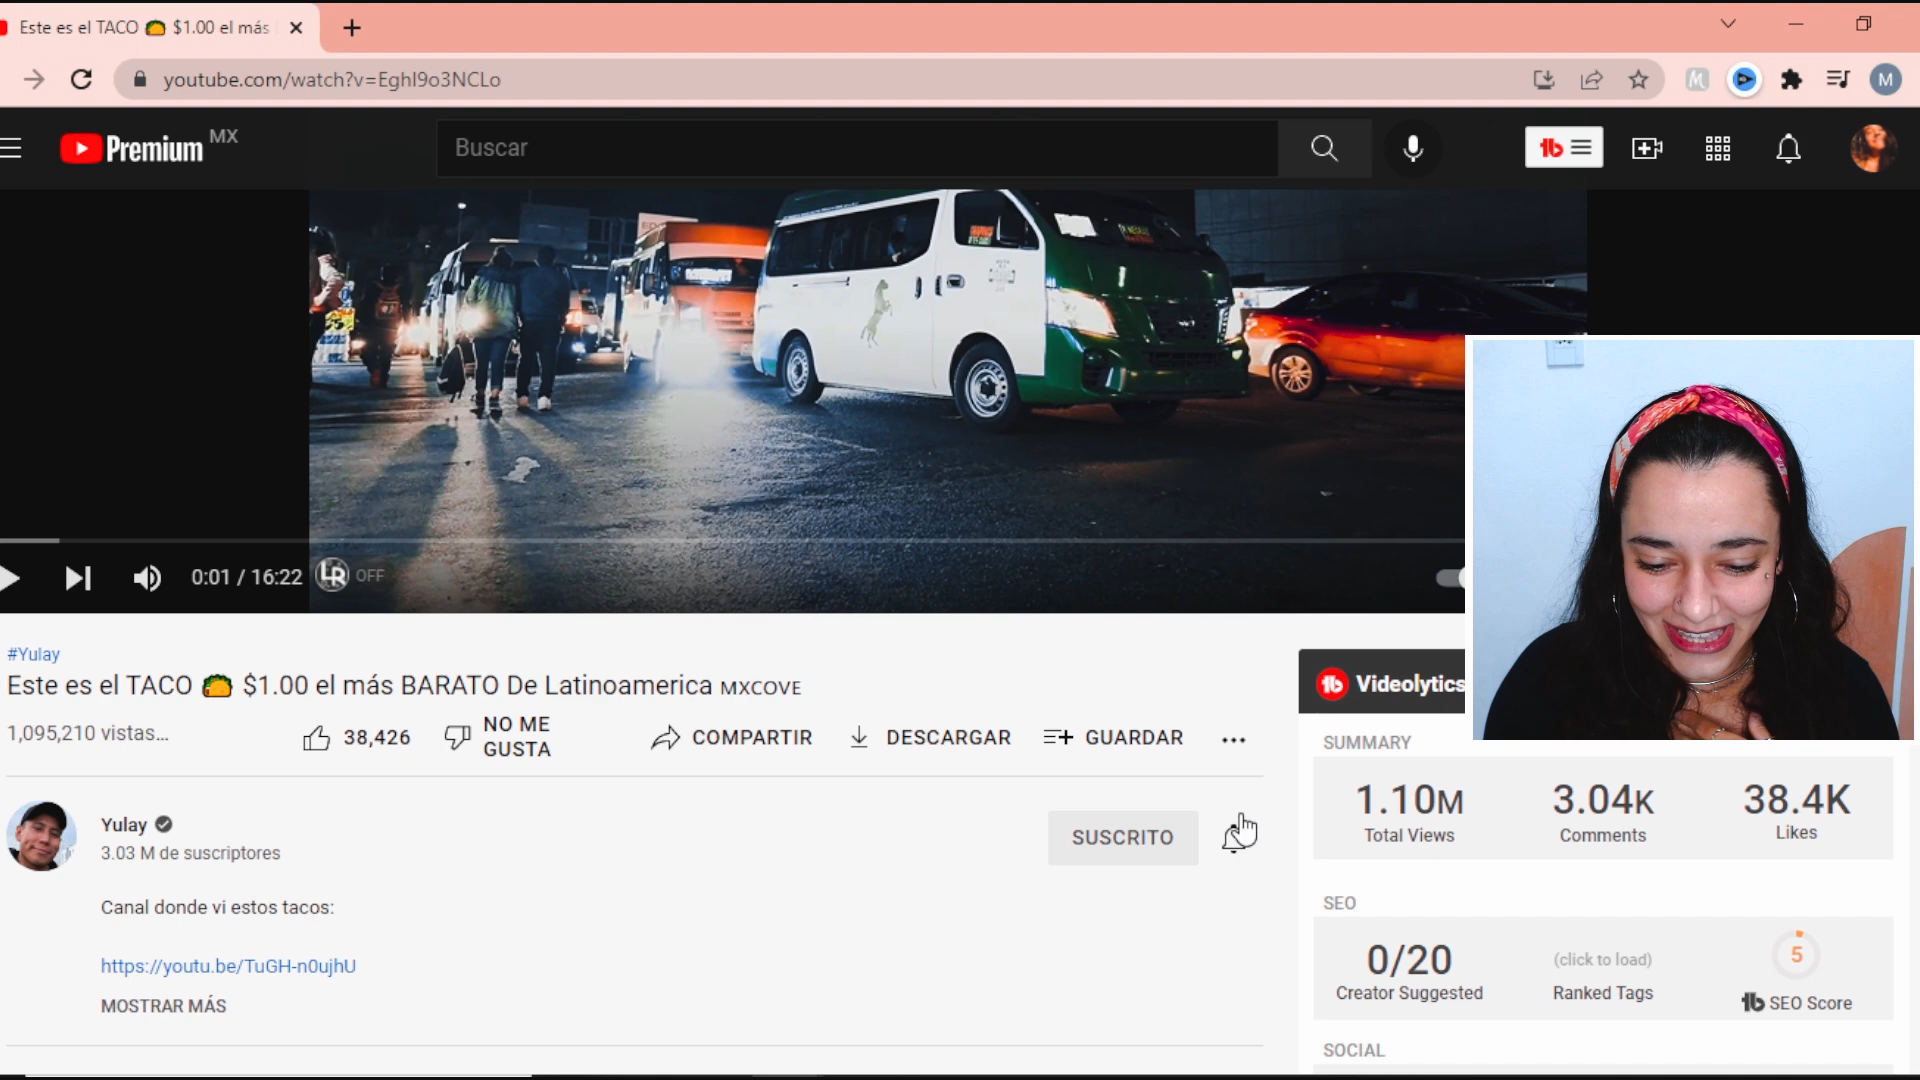 Este es el TACO 🌮 $1.00 el más
youtube.com/watch?v=EghI9o3NCLo
M
M
Premium MX
Buscar
0:01 / 16:22
LR OFF
#Yulay
Este es el TACO 🌮 $1.00 el más BARATO De Latinoamerica MXCOVE
1,095,210 vistas...
38,426
NO ME
GUSTA
COMPARTIR
DESCARGAR
GUARDAR
Yulay
3.03 M de suscriptores
SUSCRITO
Canal donde vi estos tacos:
https://youtu.be/TuGH-n0ujhU
MOSTRAR MÁS
Videolytics
SUMMARY
1.10M 3.04K 38.4K
Total Views Comments Likes
SEO
0/20 (click to load) 5
Creator Suggested Ranked Tags SEO Score
SOCIAL